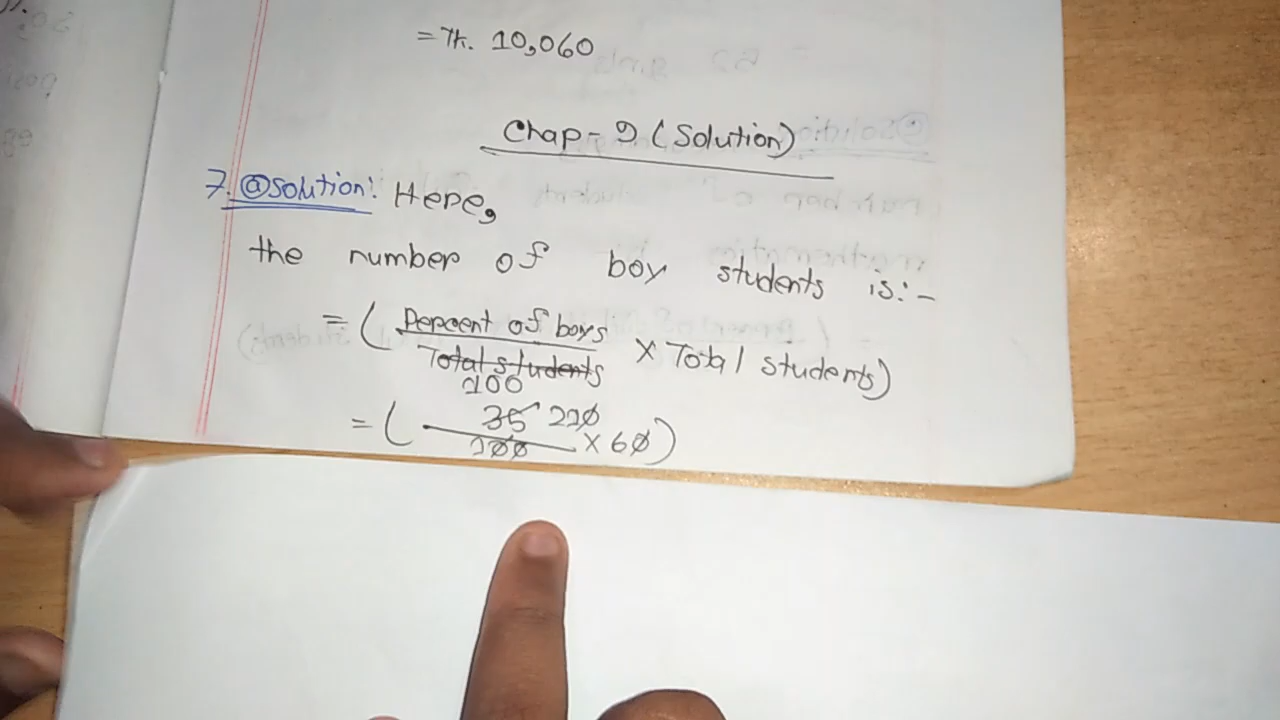 = Tk. 10,060
Chap-9 (Solution)
7. ⓐ Solution: Here,
the number of boy students is:-
= ( Percent of boys / Total students 100 × Total students)
= ( 35 210 / 100 × 60 )